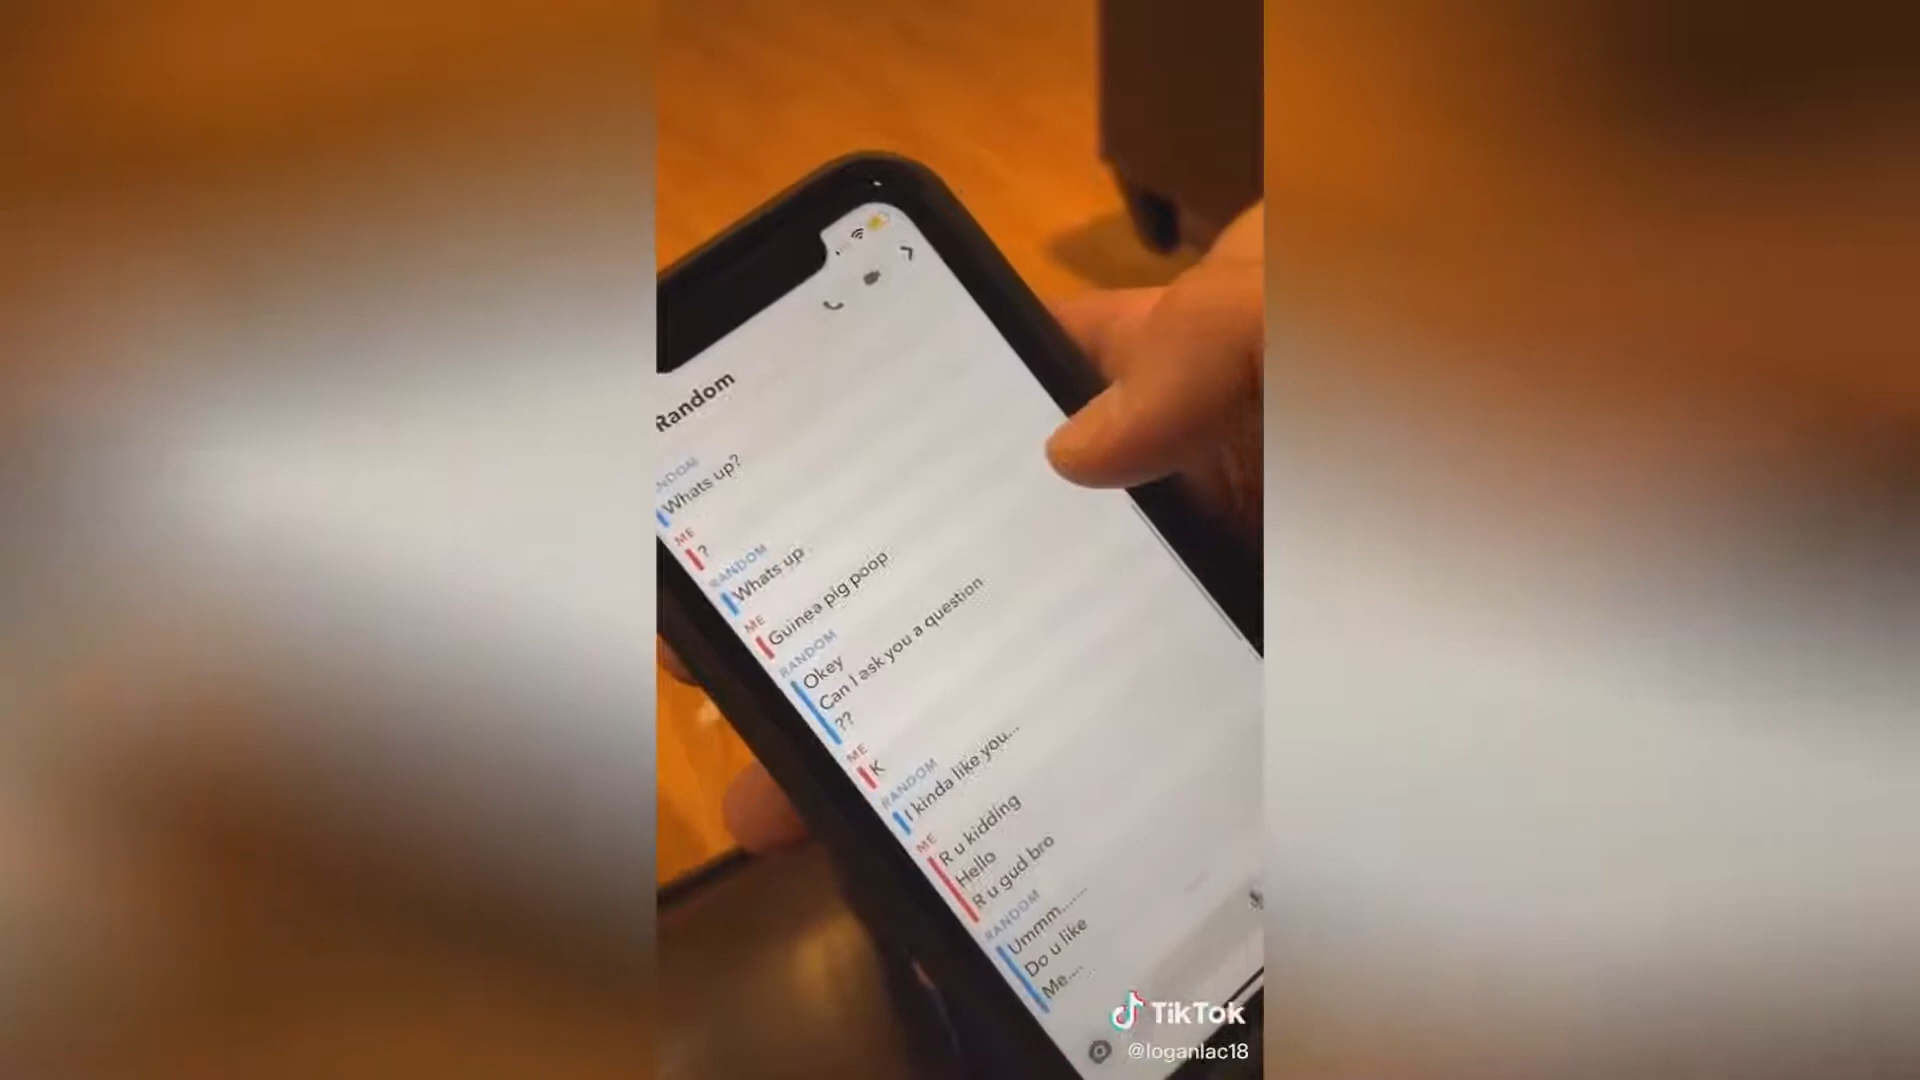 Random
NDOM
Whats up?
ME
?
RANDOM
Whats up
ME
Guinea pig poop
RANDOM
Okey
Can I ask you a question
??
ME
K
RANDOM
I kinda like you...
ME
R u kidding
Hello
R u gud bro
RANDOM
Ummm......
Do u like
Me....
TikTok
@loganlac18